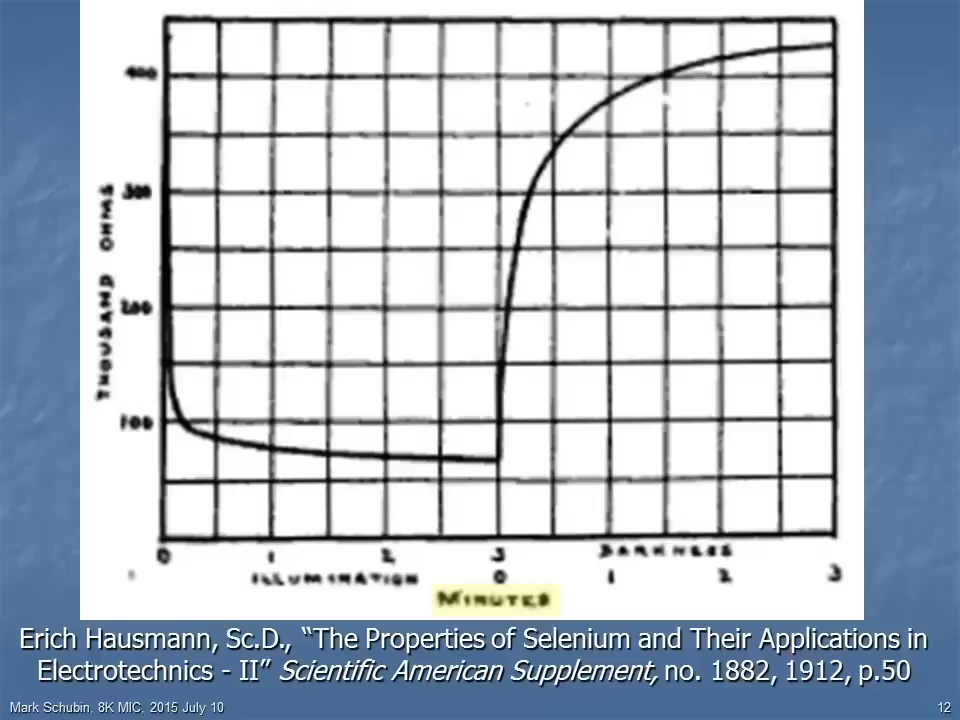 400
300
200
100
THOUSAND OHMS
0 1 2 3 DARKNESS
ILLUMINATION 0 1 2 3
MINUTES
Erich Hausmann, Sc.D., “The Properties of Selenium and Their Applications in
Electrotechnics - II” Scientific American Supplement, no. 1882, 1912, p.50
Mark Schubin, 8K MIC, 2015 July 10 12